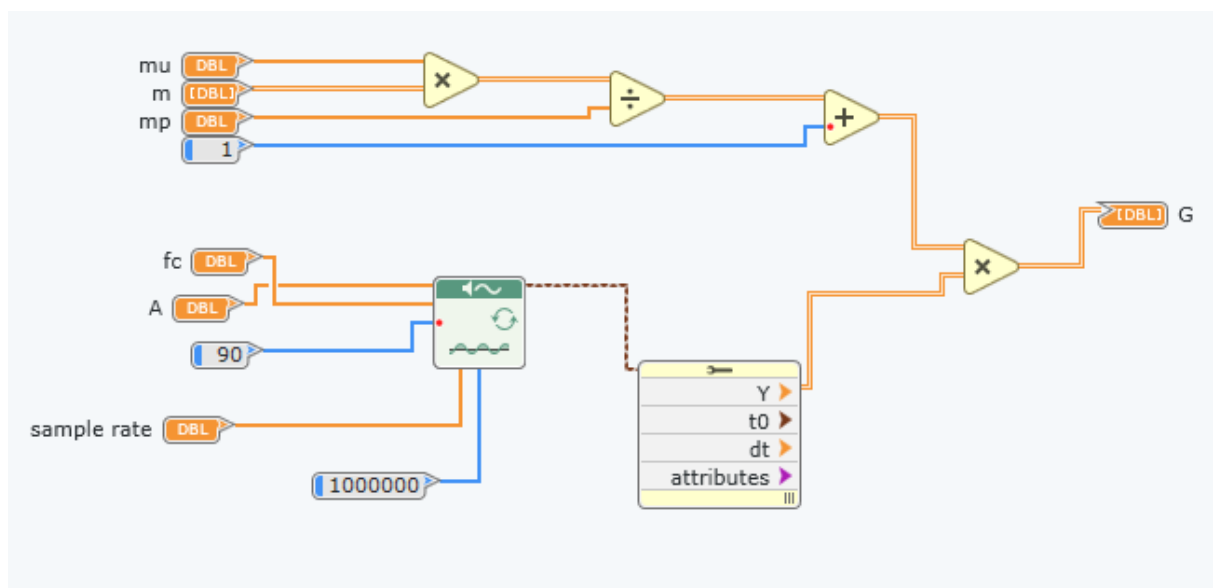 mu DBL
m [DBL]
mp DBL
1
×
÷
+
[DBL] G
fc DBL
×
A DBL
90
Y
sample rate DBL
t0
dt
attributes
1000000